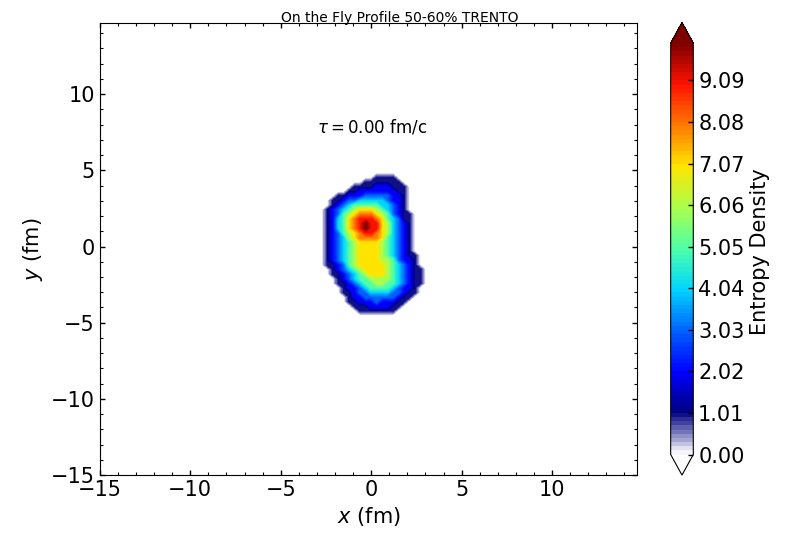 On the Fly Profile 50-60% TRENTO
τ = 0.00 fm/c
10
5
0
−5
−10
−15
y (fm)
−15 −10 −5 0 5 10
x (fm)
9.09
8.08
7.07
6.06
5.05
4.04
3.03
2.02
1.01
0.00
Entropy Density